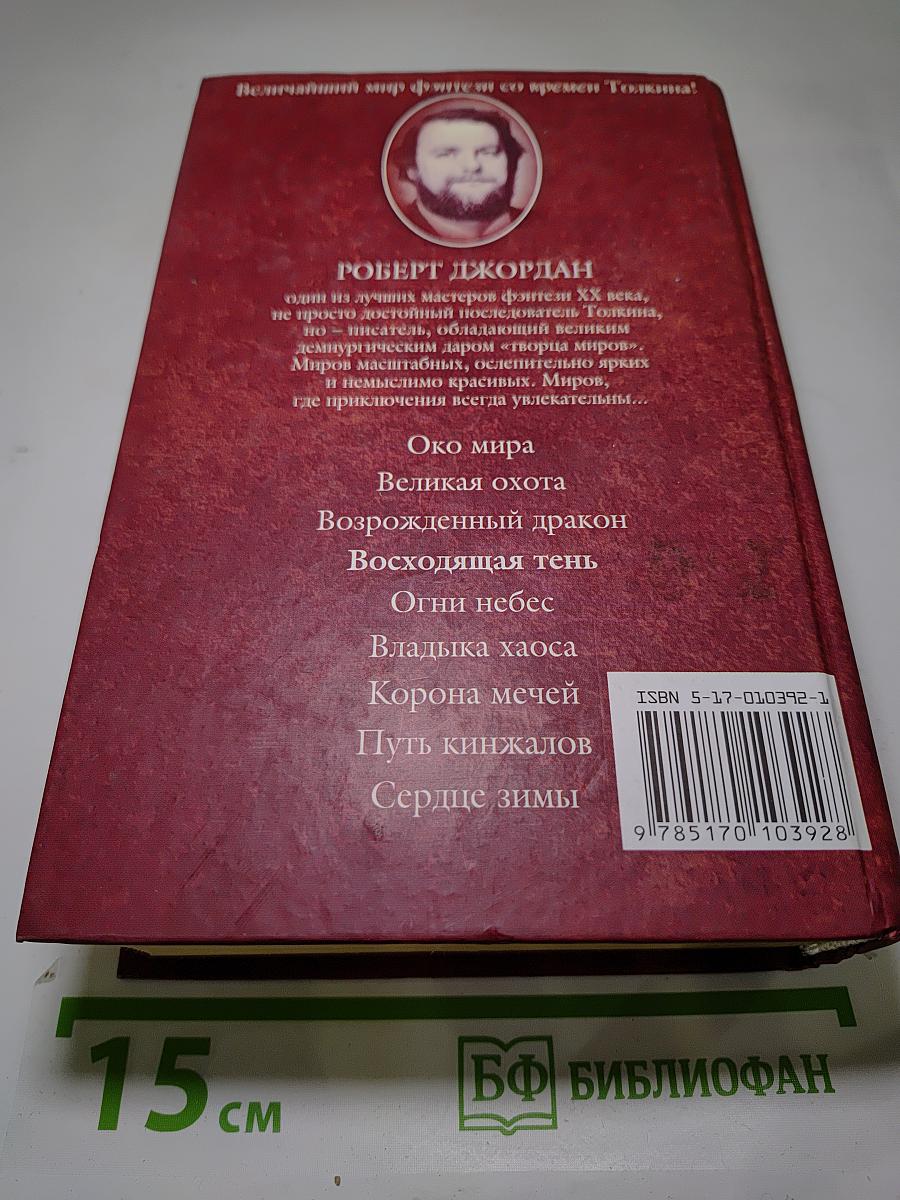 Величайший мир фэнтези со времен Толкина!
РОБЕРТ ДЖОРДАН
один из лучших мастеров фэнтези XX века,
не просто достойный последователь Толкина,
но – писатель, обладающий великим
демиургическим даром «творца миров».
Миров масштабных, ослепительно ярких
и немыслимо красивых. Миров,
где приключения всегда увлекательны...
Око мира
Великая охота
Возрожденный дракон
Восходящая тень
Огни небес
Владыка хаоса
Корона мечей
Путь кинжалов
Сердце зимы
ISBN 5-17-010392-1
9 785170 103928
15 см
БФ БИБЛИОФАН